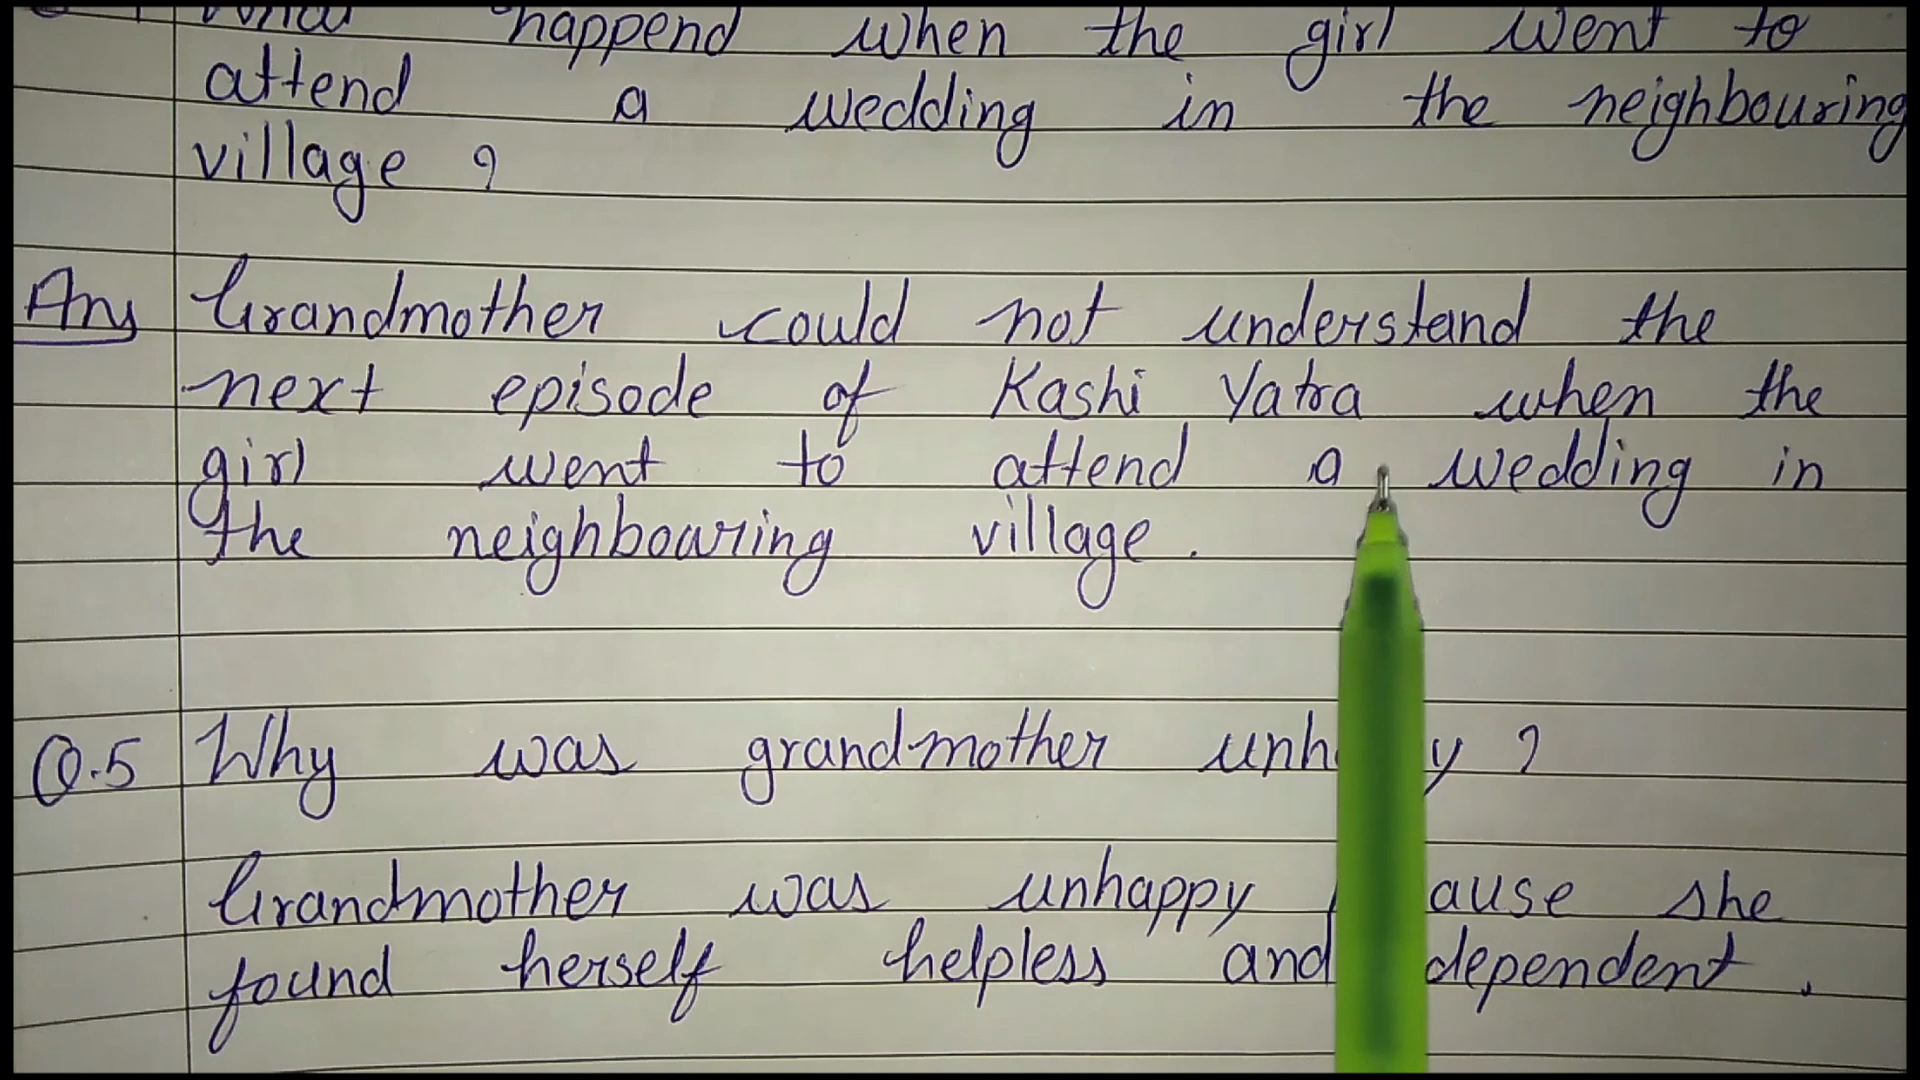 What happend when the girl went to
attend a wedding in the neighbouring
village ?
Ans Grandmother could not understand the
next episode of Kashi Yatra when the
girl went to attend a wedding in
the neighbouring village.
Q.5 Why was grandmother ?
Grandmother was unhappy she
found herself helpless and dependent.